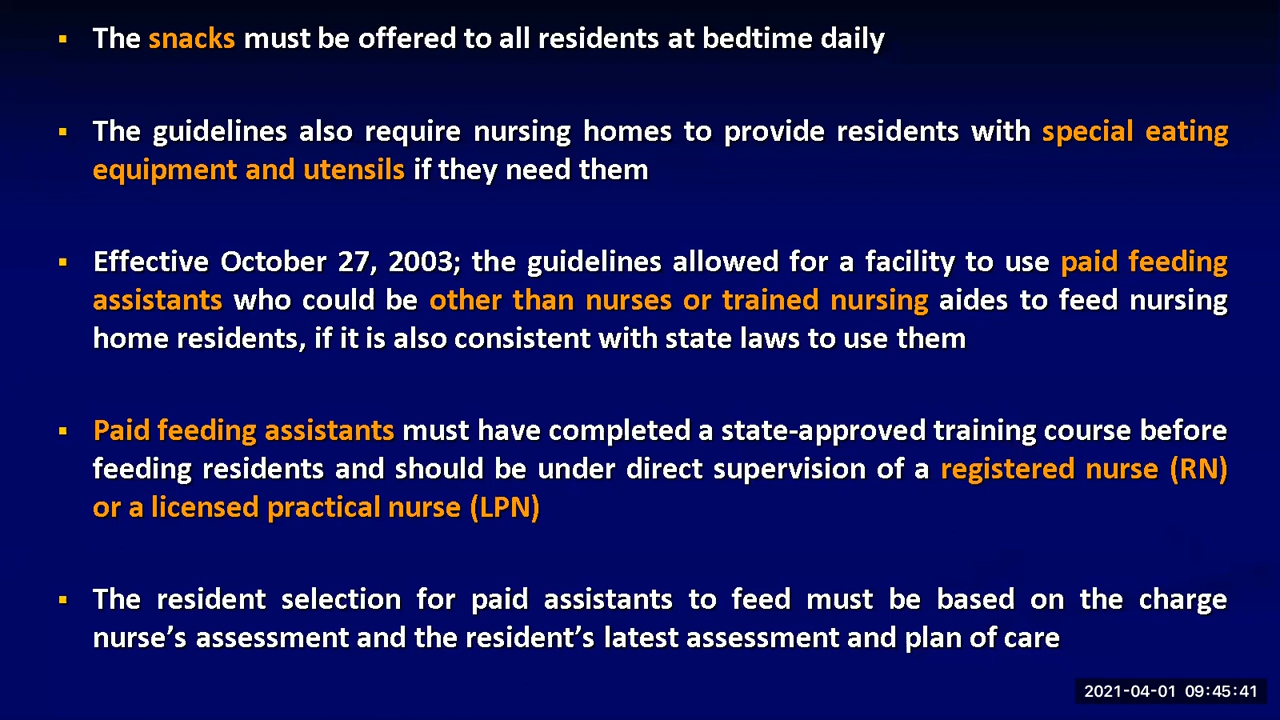 ▪ The snacks must be offered to all residents at bedtime daily
▪ The guidelines also require nursing homes to provide residents with special eating
equipment and utensils if they need them
▪ Effective October 27, 2003; the guidelines allowed for a facility to use paid feeding
assistants who could be other than nurses or trained nursing aides to feed nursing
home residents, if it is also consistent with state laws to use them
▪ Paid feeding assistants must have completed a state-approved training course before
feeding residents and should be under direct supervision of a registered nurse (RN)
or a licensed practical nurse (LPN)
▪ The resident selection for paid assistants to feed must be based on the charge
nurse’s assessment and the resident’s latest assessment and plan of care
2021-04-01 09:45:41